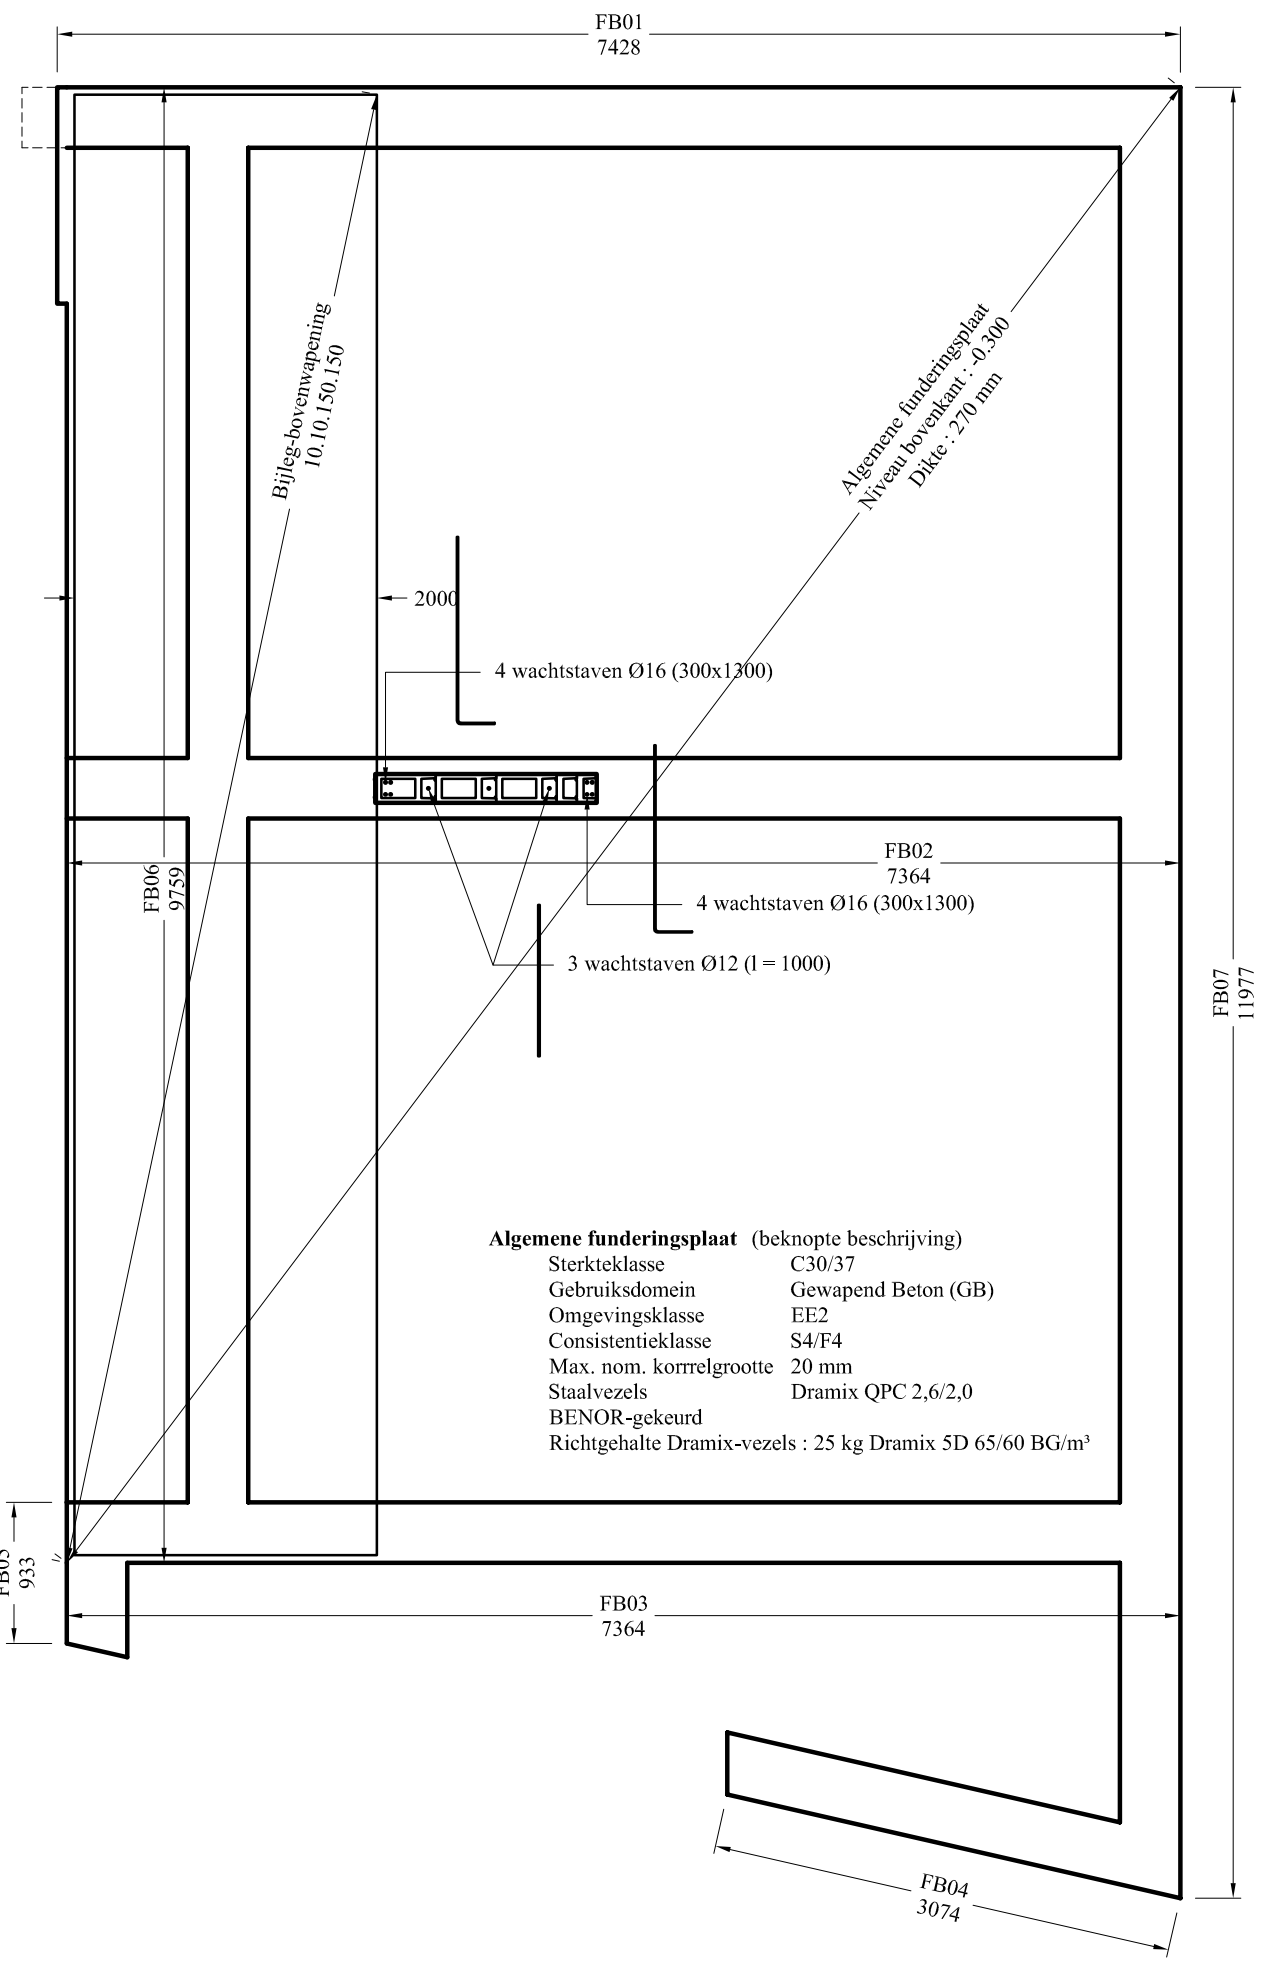 FB01
7428
Bijleg-bovenwapening
10.10.150.150
Algemene funderingsplaat
Niveau bovenkant : -0.300
Dikte : 270 mm
2000
4 wachtstaven Ø16 (300x1300)
FB02
7364
FB06
9759
4 wachtstaven Ø16 (300x1300)
3 wachtstaven Ø12 (l = 1000)
FB07
11977
Algemene funderingsplaat (beknopte beschrijving)
Sterkteklasse C30/37
Gebruiksdomein Gewapend Beton (GB)
Omgevingsklasse EE2
Consistentieklasse S4/F4
Max. nom. korrrelgrootte 20 mm
Staalvezels Dramix QPC 2,6/2,0
BENOR-gekeurd
Richtgehalte Dramix-vezels : 25 kg Dramix 5D 65/60 BG/m³
FB05
933
FB03
7364
FB04
3074